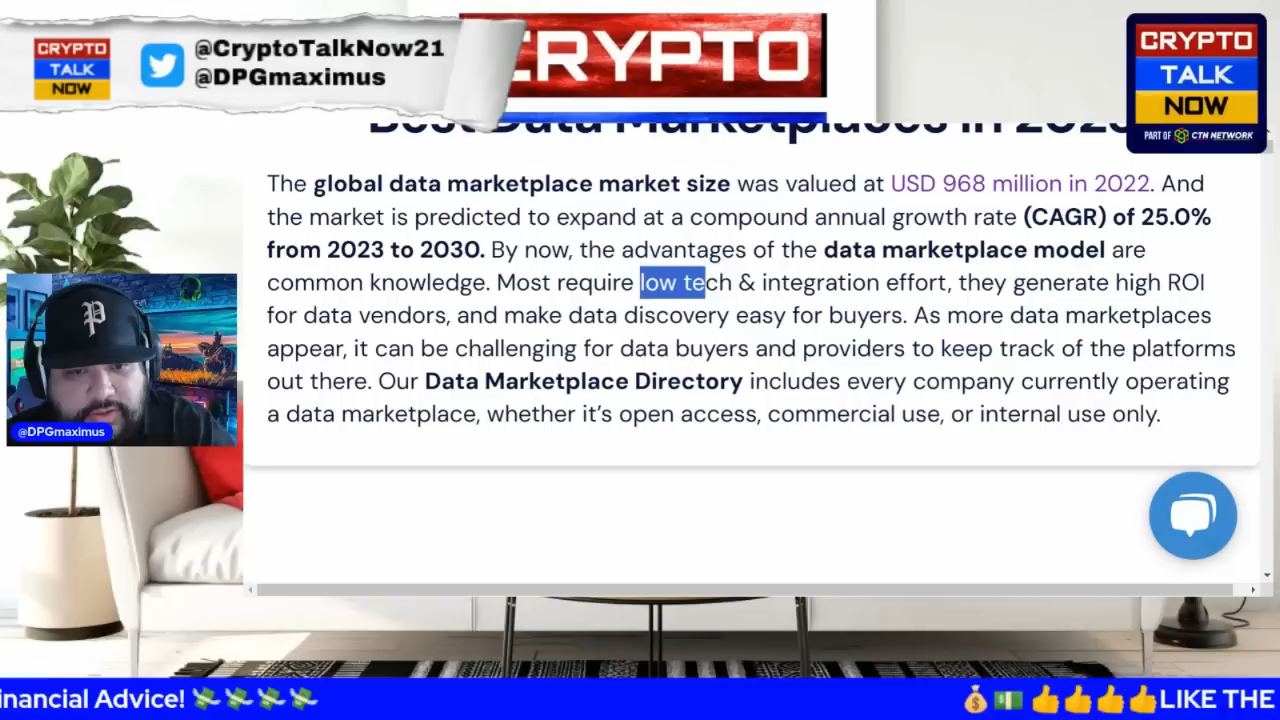 CRYPTO
TALK
NOW
@CryptoTalkNow21
@DPGmaximus
CRYPTO
CRYPTO
TALK
NOW
PART OF CTN NETWORK
Best Data Marketplaces in 2023
The global data marketplace market size was valued at USD 968 million in 2022. And
the market is predicted to expand at a compound annual growth rate (CAGR) of 25.0%
from 2023 to 2030. By now, the advantages of the data marketplace model are
common knowledge. Most require low tech & integration effort, they generate high ROI
for data vendors, and make data discovery easy for buyers. As more data marketplaces
appear, it can be challenging for data buyers and providers to keep track of the platforms
out there. Our Data Marketplace Directory includes every company currently operating
a data marketplace, whether it’s open access, commercial use, or internal use only.
P
@DPGmaximus
inancial Advice! 💸💸💸💸 💰💵👍👍👍👍LIKE THE